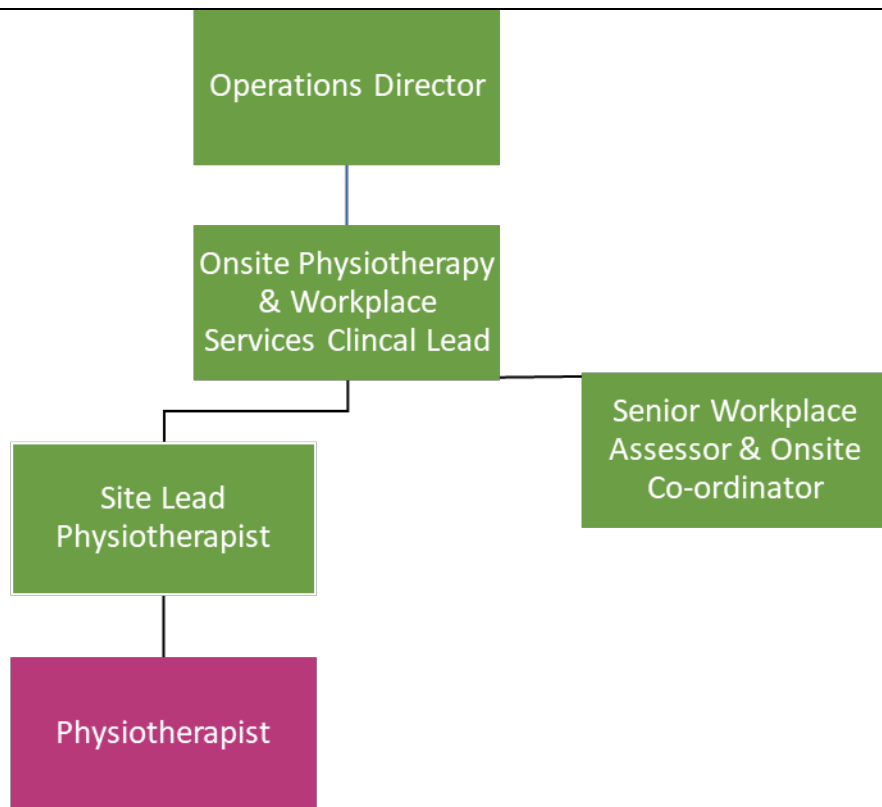 Operations Director
Onsite Physiotherapy
& Workplace
Services Clincal Lead
Senior Workplace
Assessor & Onsite
Co-ordinator
Site Lead
Physiotherapist
Physiotherapist